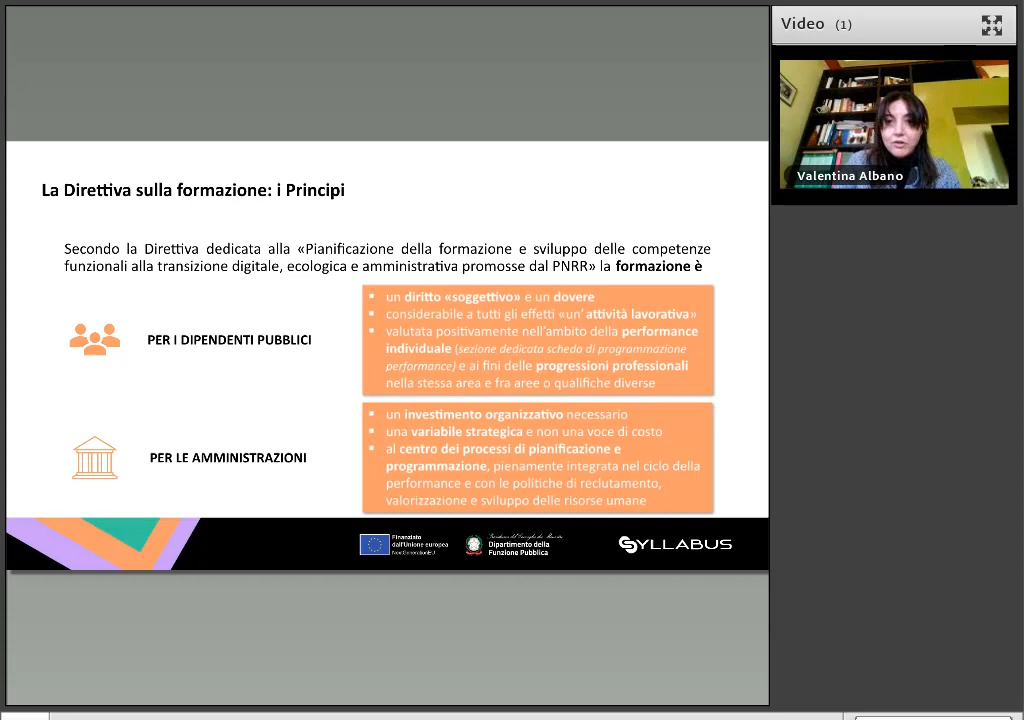 Video (1)
Valentina Albano
La Direttiva sulla formazione: i Principi
Secondo la Direttiva dedicata alla «Pianificazione della formazione e sviluppo delle competenze
funzionali alla transizione digitale, ecologica e amministrativa promosse dal PNRR» la formazione è
PER I DIPENDENTI PUBBLICI
▪ un diritto «soggettivo» e un dovere
▪ considerabile a tutti gli effetti «un'attività lavorativa»
▪ valutata positivamente nell'ambito della performance
individuale (sezione dedicata scheda di programmazione
performance) e ai fini delle progressioni professionali
nella stessa area e fra aree o qualifiche diverse
PER LE AMMINISTRAZIONI
▪ un investimento organizzativo necessario
▪ una variabile strategica e non una voce di costo
▪ al centro dei processi di pianificazione e
programmazione, pienamente integrata nel ciclo della
performance e con le politiche di reclutamento,
valorizzazione e sviluppo delle risorse umane
Finanziato
dall'Unione europea
NextGenerationEU
Dipartimento della
Funzione Pubblica
SYLLABUS